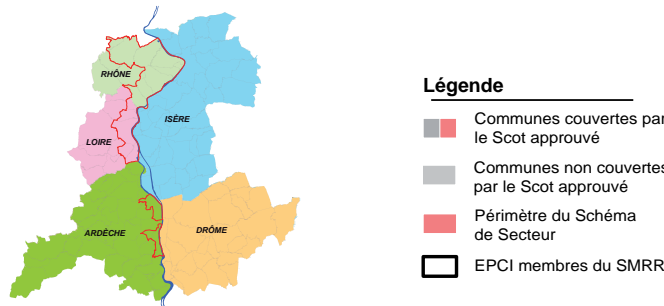 RHÔNE
ISÈRE
LOIRE
ARDÈCHE
DRÔME
Légende
Communes couvertes par
le Scot approuvé
Communes non couvertes
par le Scot approuvé
Périmètre du Schéma
de Secteur
EPCI membres du SMRR